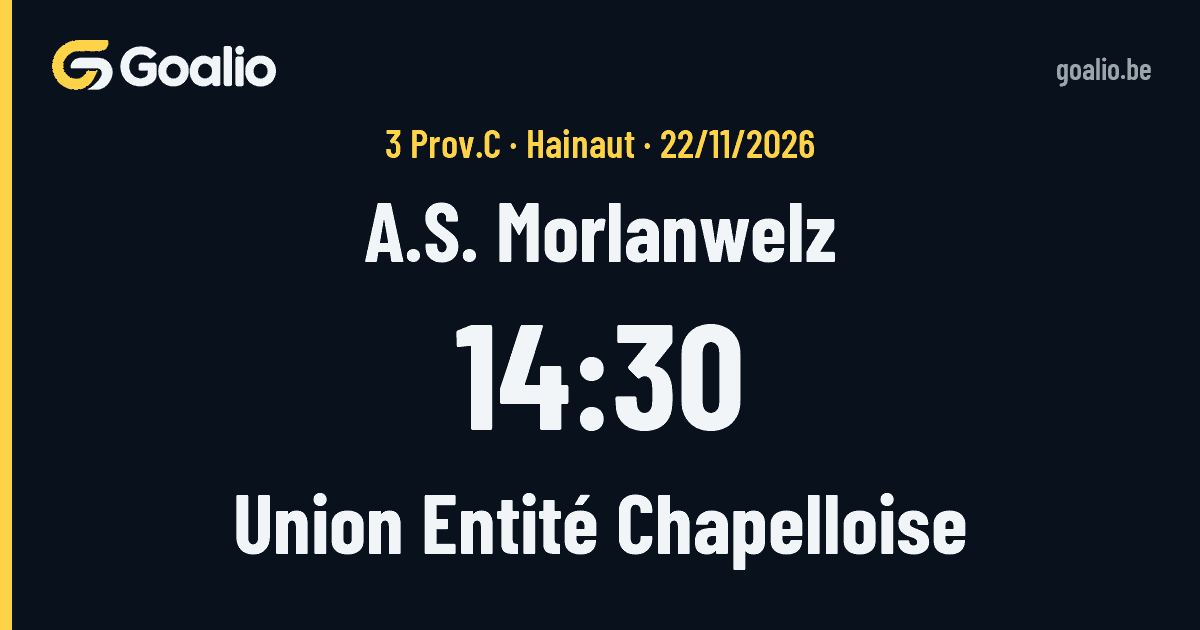 Goalio
goalio.be
3 Prov.C · Hainaut · 22/11/2026
A.S. Morlanwelz
14:30
Union Entité Chapelloise